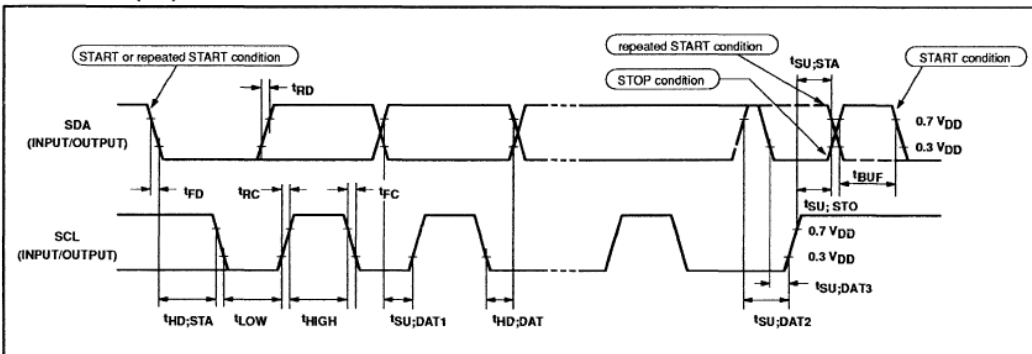 START or repeated START condition
repeated START condition
tSU;STA
START condition
STOP condition
tRD
SDA
(INPUT/OUTPUT)
0.7 VDD
0.3 VDD
tFD
tRC
tFC
tBUF
tSU; STO
SCL
(INPUT/OUTPUT)
0.7 VDD
0.3 VDD
tSU;DAT3
tHD;STA
tLOW
tHIGH
tSU;DAT1
tHD;DAT
tSU;DAT2